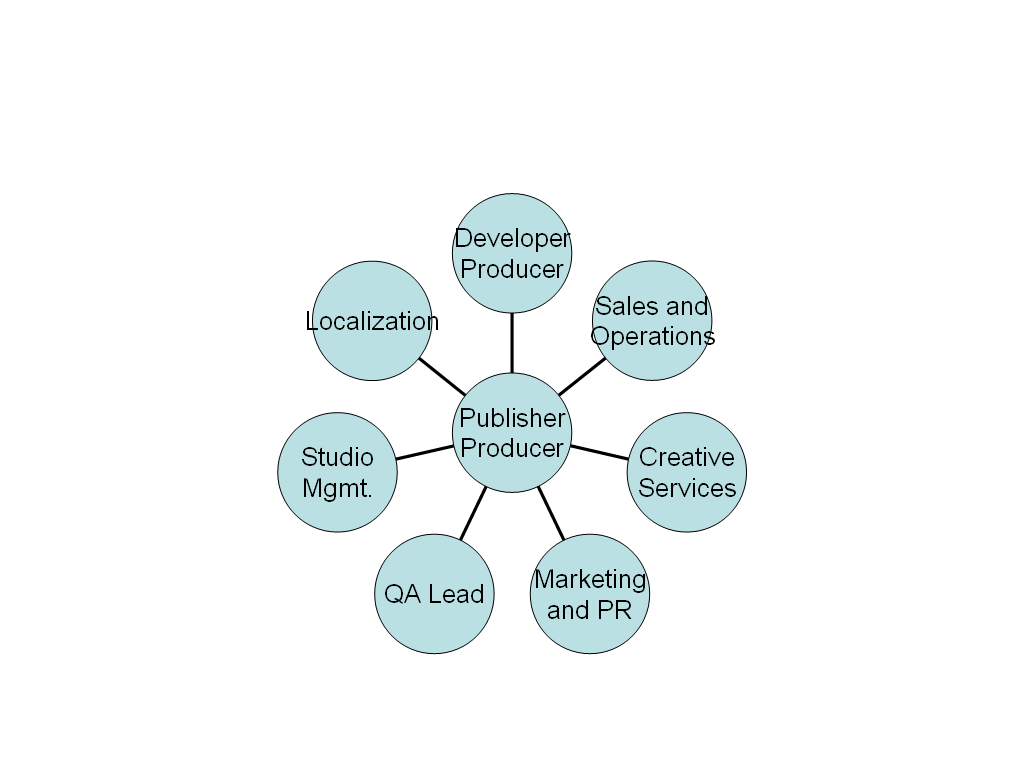 Developer
Producer
Localization
Sales and
Operations
Publisher
Producer
Studio
Mgmt.
Creative
Services
QA Lead
Marketing
and PR